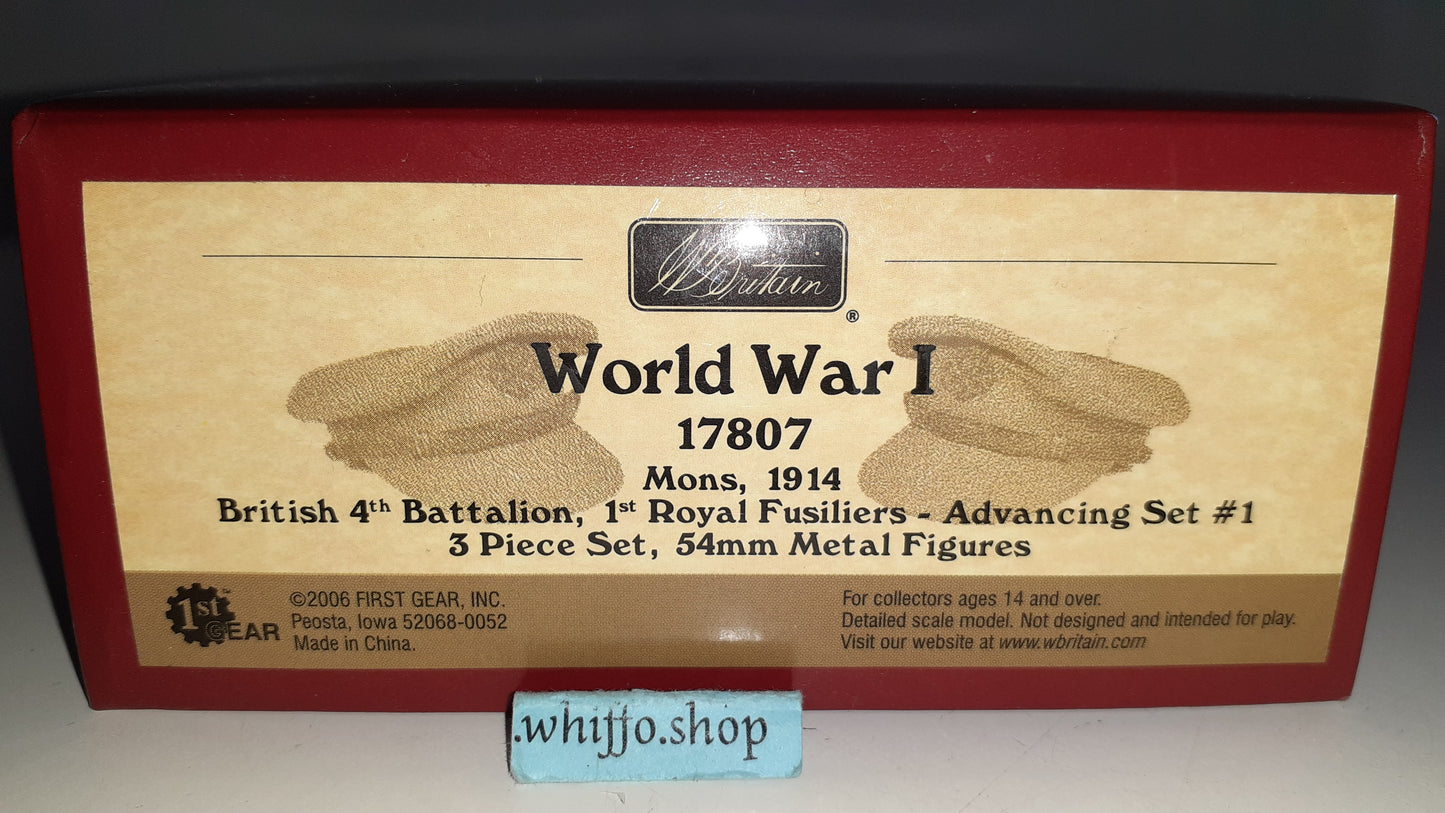 W Britain
®
World War I
17807
Mons, 1914
British 4th Battalion, 1st Royal Fusiliers - Advancing Set #1
3 Piece Set, 54mm Metal Figures
1st GEAR™
©2006 FIRST GEAR, INC.
Peosta, Iowa 52068-0052
Made in China.
For collectors ages 14 and over.
Detailed scale model. Not designed and intended for play.
Visit our website at www.wbritain.com
.whiffo.shop